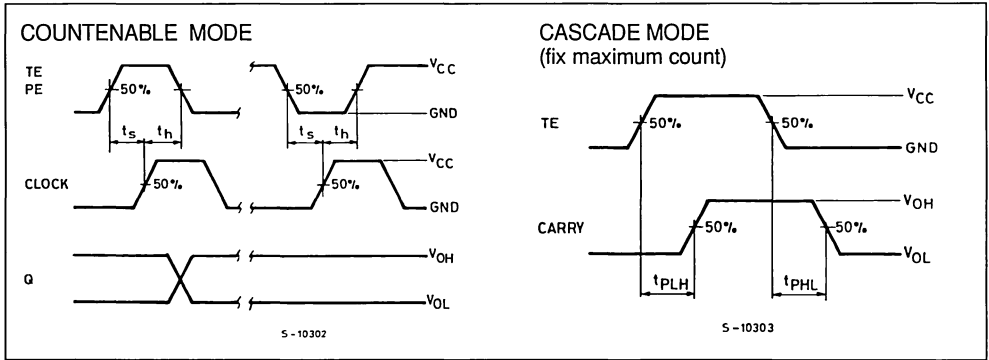 COUNTENABLE MODE
TE
PE
50%
50%
VCC
GND
ts
th
ts
th
CLOCK
50%
50%
VCC
GND
Q
VOH
VOL
S-10302
CASCADE MODE
(fix maximum count)
TE
50%
50%
VCC
GND
CARRY
50%
50%
VOH
VOL
tPLH
tPHL
S-10303